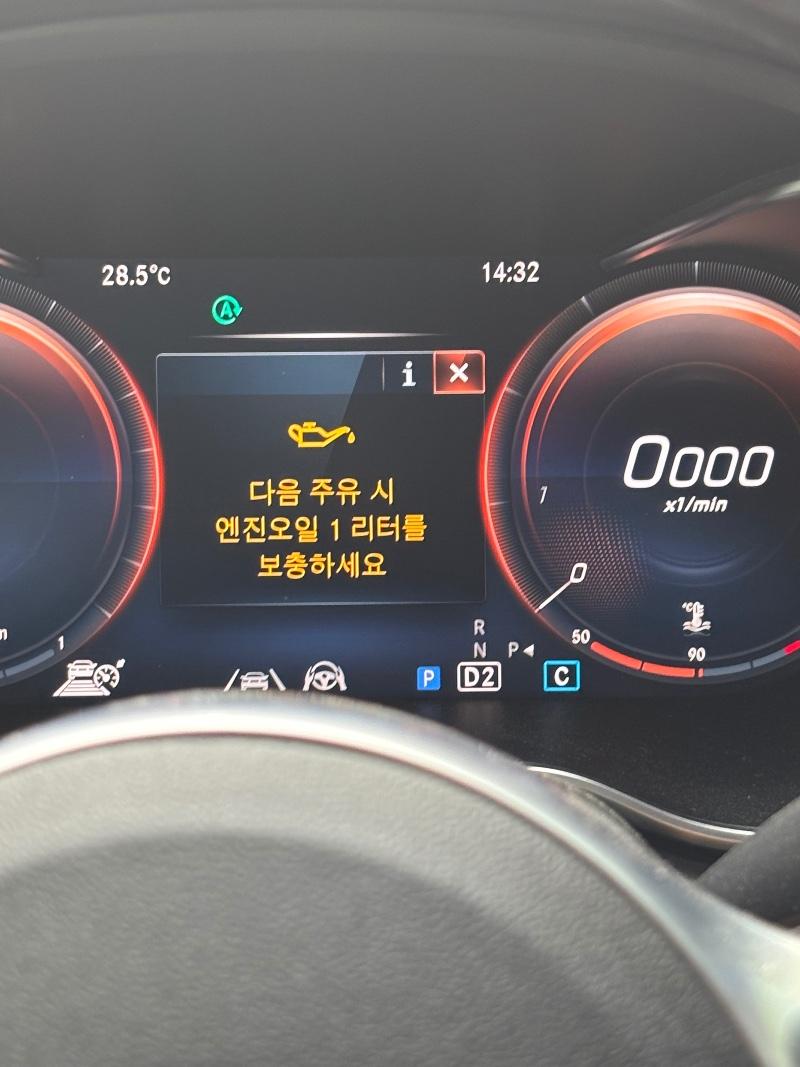 28.5°C
14:32
A
i
다음 주유 시
엔진오일 1 리터를
보충하세요
0000
x1/min
1
0
°C
50
90
1
R
N P◄
P D2 C